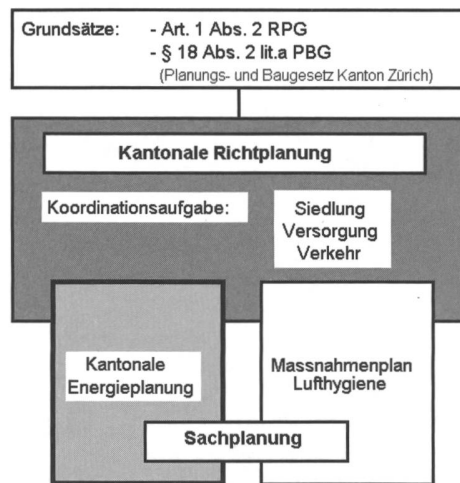 Grundsätze: - Art. 1 Abs. 2 RPG
- § 18 Abs. 2 lit.a PBG
(Planungs- und Baugesetz Kanton Zürich)
Kantonale Richtplanung
Koordinationsaufgabe: Siedlung
Versorgung
Verkehr
Kantonale
Energieplanung
Massnahmenplan
Lufthygiene
Sachplanung